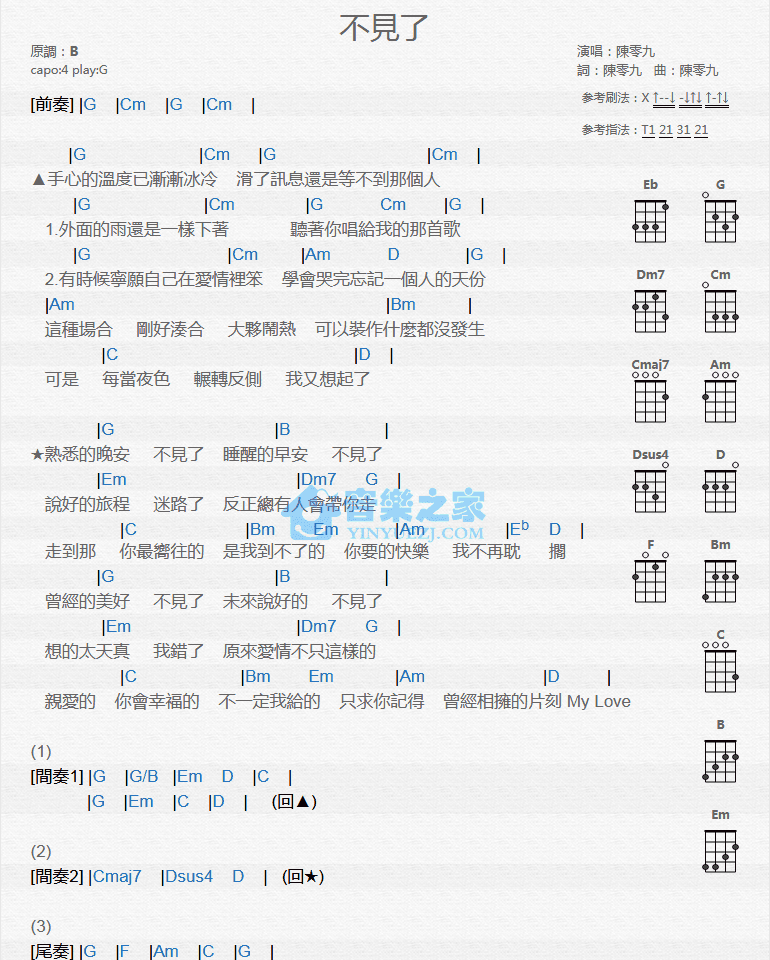 不見了
原調：B
capo:4 play:G
演唱：陳零九
詞：陳零九 曲：陳零九
參考刷法：X ↑--↓ -↓↑↓ ↑-↑↓
參考指法：T1 21 31 21
[前奏] |G |Cm |G |Cm |
|G |Cm |G |Cm |
▲手心的溫度已漸漸冰冷 滑了訊息還是等不到那個人
|G |Cm |G Cm |G |
1.外面的雨還是一樣下著 聽著你唱給我的那首歌
|G |Cm |Am D |G |
2.有時候寧願自己在愛情裡笨 學會哭完忘記一個人的天份
|Am |Bm |
這種場合 剛好湊合 大夥鬧熱 可以裝作什麼都沒發生
|C |D |
可是 每當夜色 輾轉反側 我又想起了
|G |B |
★熟悉的晚安 不見了 睡醒的早安 不見了
|Em |Dm7 G |
說好的旅程 迷路了 反正總有人會帶你走
|C |Bm Em |Am |Eb D |
走到那 你最嚮往的 是我到不了的 你要的快樂 我不再耽 擱
|G |B |
曾經的美好 不見了 未來說好的 不見了
|Em |Dm7 G |
想的太天真 我錯了 原來愛情不只這樣的
|C |Bm Em |Am |D |
親愛的 你會幸福的 不一定我給的 只求你記得 曾經相擁的片刻 My Love
(1)
[間奏1] |G |G/B |Em D |C |
|G |Em |C |D | (回▲)
(2)
[間奏2] |Cmaj7 |Dsus4 D | (回★)
(3)
[尾奏] |G |F |Am |C |G |
Eb G
Dm7 Cm
Cmaj7 Am
Dsus4 D
F Bm
C
B
Em
音樂之家
YINYUEZJ.COM